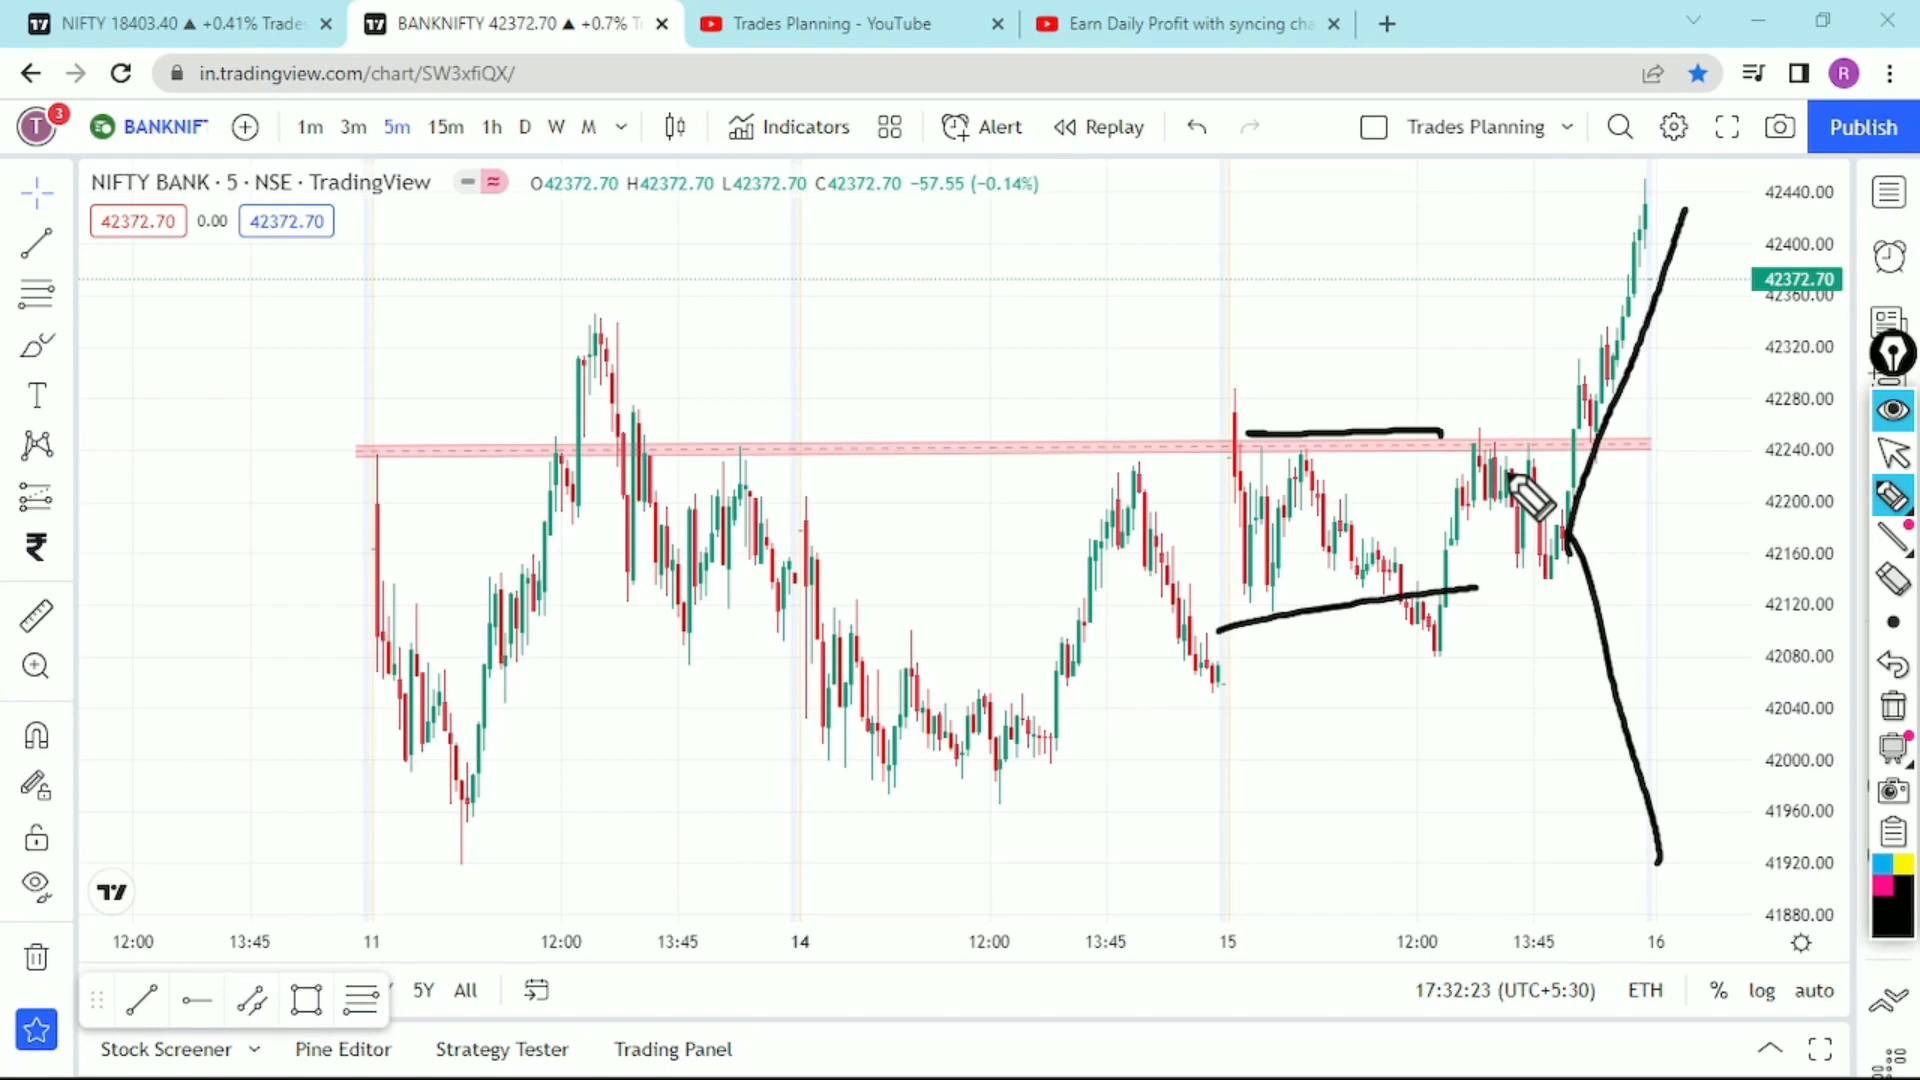 NIFTY 18403.40 ▲ +0.41% Trades
BANKNIFTY 42372.70 ▲ +0.7% T
Trades Planning - YouTube
Earn Daily Profit with syncing cha
in.tradingview.com/chart/SW3xfiQX/
R
T
3
BANKNIF
1m 3m 5m 15m 1h D W M
Indicators
Alert
Replay
Trades Planning
Publish
NIFTY BANK · 5 · NSE · TradingView
O42372.70 H42372.70 L42372.70 C42372.70 −57.55 (−0.14%)
42372.70 0.00 42372.70
42440.00
42400.00
42372.70
42360.00
42320.00
42280.00
42240.00
42200.00
42160.00
42120.00
42080.00
42040.00
42000.00
41960.00
41920.00
41880.00
12:00 13:45 11 12:00 13:45 14 12:00 13:45 15 12:00 13:45 16
5Y All
17:32:23 (UTC+5:30) ETH % log auto
Stock Screener Pine Editor Strategy Tester Trading Panel